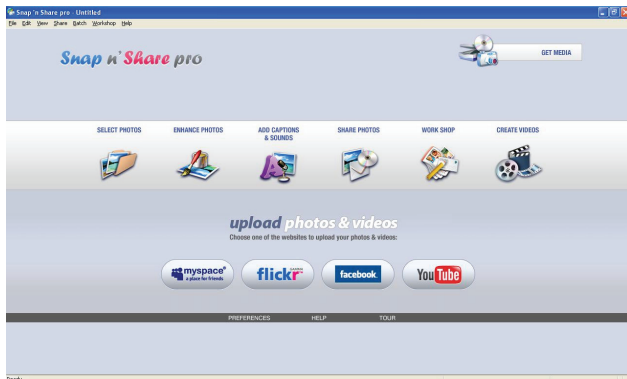 Snap 'n Share pro - Untitled
File Edit View Share Batch Workshop Help
Snap n' Share pro
GET MEDIA
SELECT PHOTOS
ENHANCE PHOTOS
ADD CAPTIONS
& SOUNDS
SHARE PHOTOS
WORK SHOP
CREATE VIDEOS
upload photos & videos
Choose one of the websites to upload your photos & videos:
myspace
a place for friends
flickr
facebook
YouTube
PREFERENCES HELP TOUR
Ready